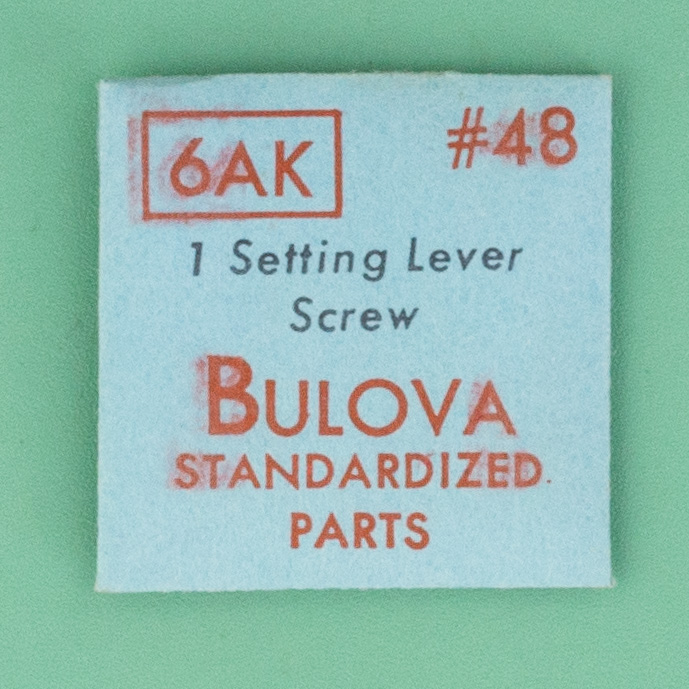 6AK #48
1 Setting Lever
Screw
BULOVA
STANDARDIZED
PARTS